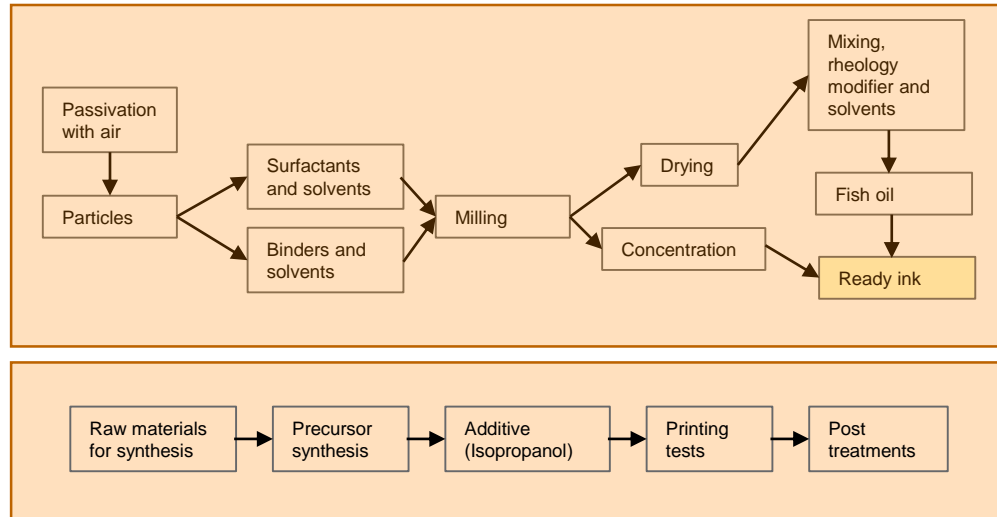 Passivation
with air
Particles
Surfactants
and solvents
Binders and
solvents
Milling
Drying
Concentration
Mixing,
rheology
modifier and
solvents
Fish oil
Ready ink
Raw materials
for synthesis
Precursor
synthesis
Additive
(Isopropanol)
Printing
tests
Post
treatments